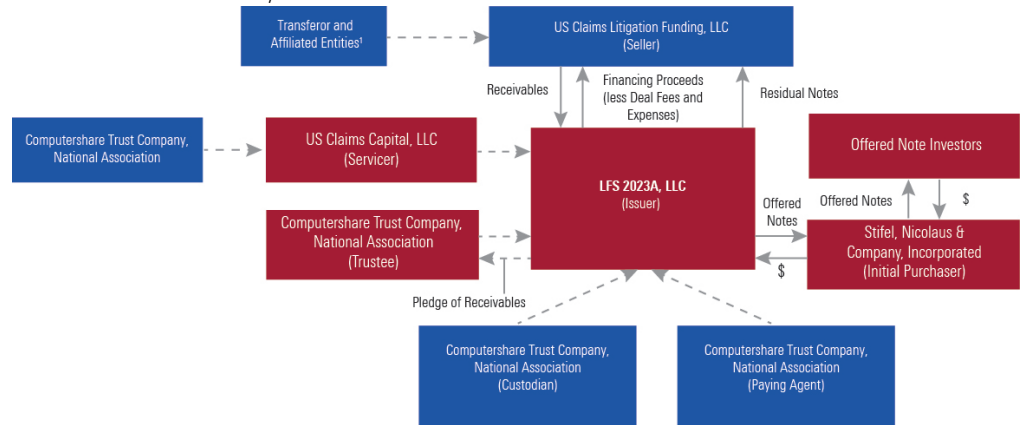 Transferor and
Affiliated Entities¹
US Claims Litigation Funding, LLC
(Seller)
Receivables
Financing Proceeds
(less Deal Fees and
Expenses)
Residual Notes
Computershare Trust Company,
National Association
US Claims Capital, LLC
(Servicer)
LFS 2023A, LLC
(Issuer)
Offered Note Investors
Offered
Notes
Offered Notes
$
Computershare Trust Company,
National Association
(Trustee)
Stifel, Nicolaus &
Company, Incorporated
(Initial Purchaser)
$
Pledge of Receivables
Computershare Trust Company,
National Association
(Custodian)
Computershare Trust Company,
National Association
(Paying Agent)